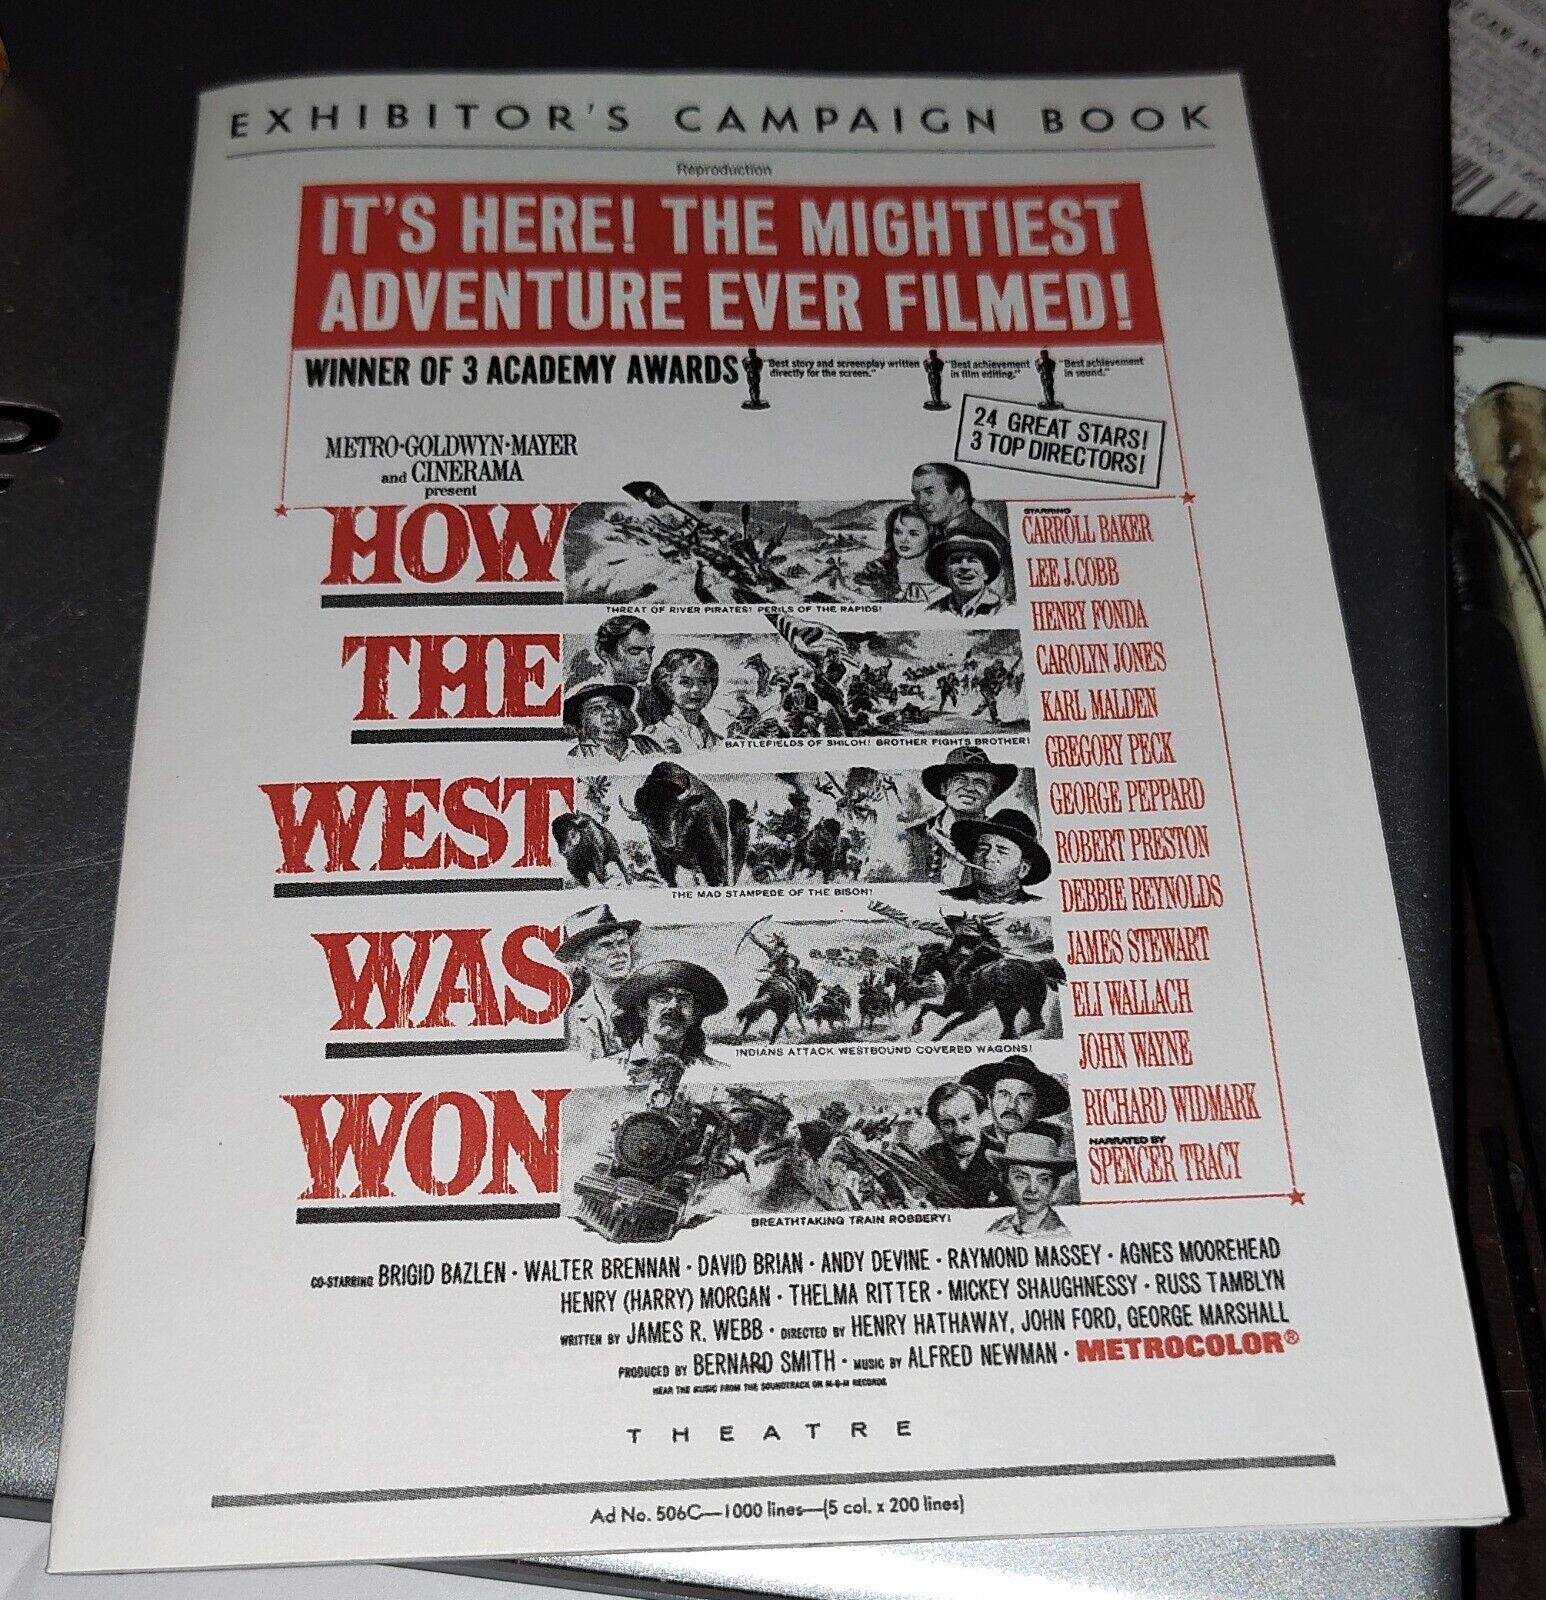 EXHIBITOR'S CAMPAIGN BOOK
Reproduction
IT'S HERE! THE MIGHTIEST
ADVENTURE EVER FILMED!
WINNER OF 3 ACADEMY AWARDS
"Best story and screenplay written
directly for the screen."
"Best achievement
in film editing."
"Best achievement
in sound."
24 GREAT STARS!
3 TOP DIRECTORS!
METRO-GOLDWYN-MAYER
and CINERAMA
present
HOW
THE
WEST
WAS
WON
THREAT OF RIVER PIRATES! PERILS OF THE RAPIDS!
BATTLEFIELDS OF SHILOH! BROTHER FIGHTS BROTHER!
THE MAD STAMPEDE OF THE BISON!
INDIANS ATTACK WESTBOUND COVERED WAGONS!
BREATHTAKING TRAIN ROBBERY!
STARRING
CARROLL BAKER
LEE J. COBB
HENRY FONDA
CAROLYN JONES
KARL MALDEN
GREGORY PECK
GEORGE PEPPARD
ROBERT PRESTON
DEBBIE REYNOLDS
JAMES STEWART
ELI WALLACH
JOHN WAYNE
RICHARD WIDMARK
NARRATED BY
SPENCER TRACY
CO-STARRING BRIGID BAZLEN · WALTER BRENNAN · DAVID BRIAN · ANDY DEVINE · RAYMOND MASSEY · AGNES MOOREHEAD
HENRY (HARRY) MORGAN · THELMA RITTER · MICKEY SHAUGHNESSY · RUSS TAMBLYN
WRITTEN BY JAMES R. WEBB · DIRECTED BY HENRY HATHAWAY, JOHN FORD, GEORGE MARSHALL
PRODUCED BY BERNARD SMITH · MUSIC BY ALFRED NEWMAN · METROCOLOR®
HEAR THE MUSIC FROM THE SOUNDTRACK ON M-G-M RECORDS
THEATRE
Ad No. 506C—1000 lines—(5 col. x 200 lines)